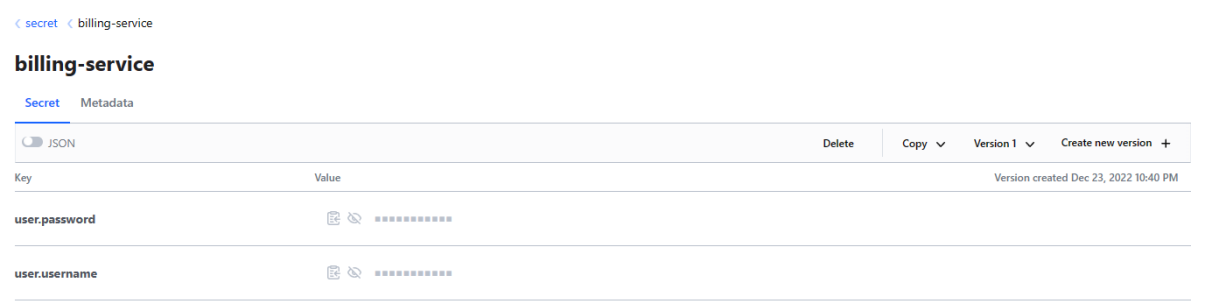 secret billing-service
billing-service
Secret Metadata
JSON Delete Copy Version 1 Create new version +
Key Value Version created Dec 23, 2022 10:40 PM
user.password
user.username